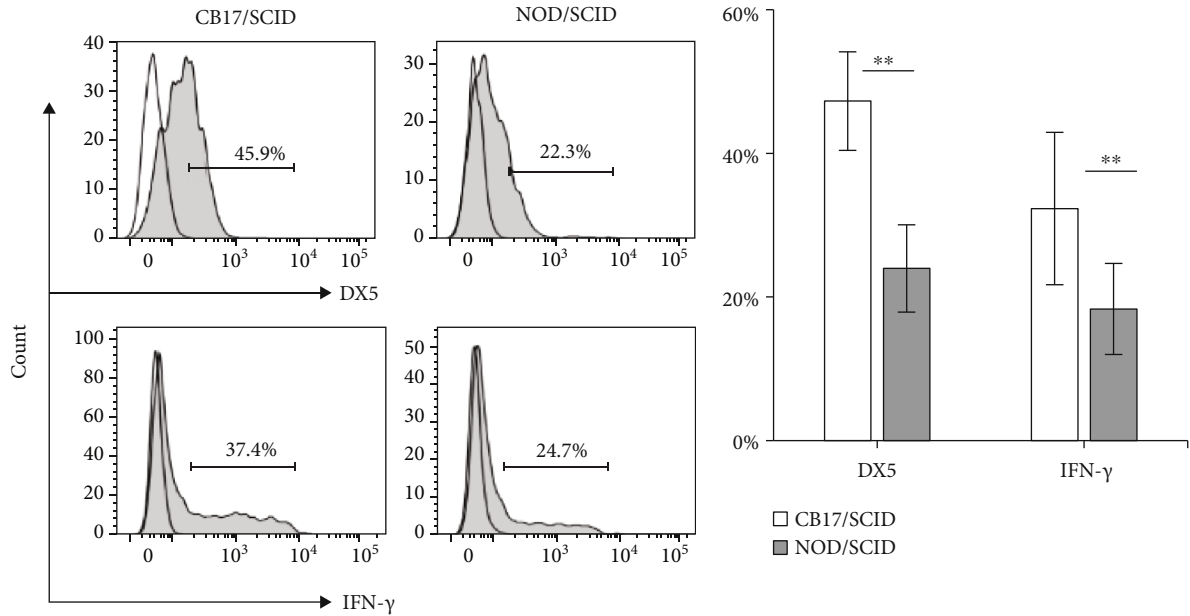 CB17/SCID
NOD/SCID
40
30
20
10
0
45.9%
0 10³ 10⁴ 10⁵
30
20
10
0
22.3%
0 10³ 10⁴ 10⁵
DX5
Count
100
80
60
40
20
0
37.4%
0 10³ 10⁴ 10⁵
50
40
30
20
10
0
24.7%
0 10³ 10⁴ 10⁵
IFN-γ
60%
40%
20%
0%
**
**
DX5 IFN-γ
CB17/SCID
NOD/SCID